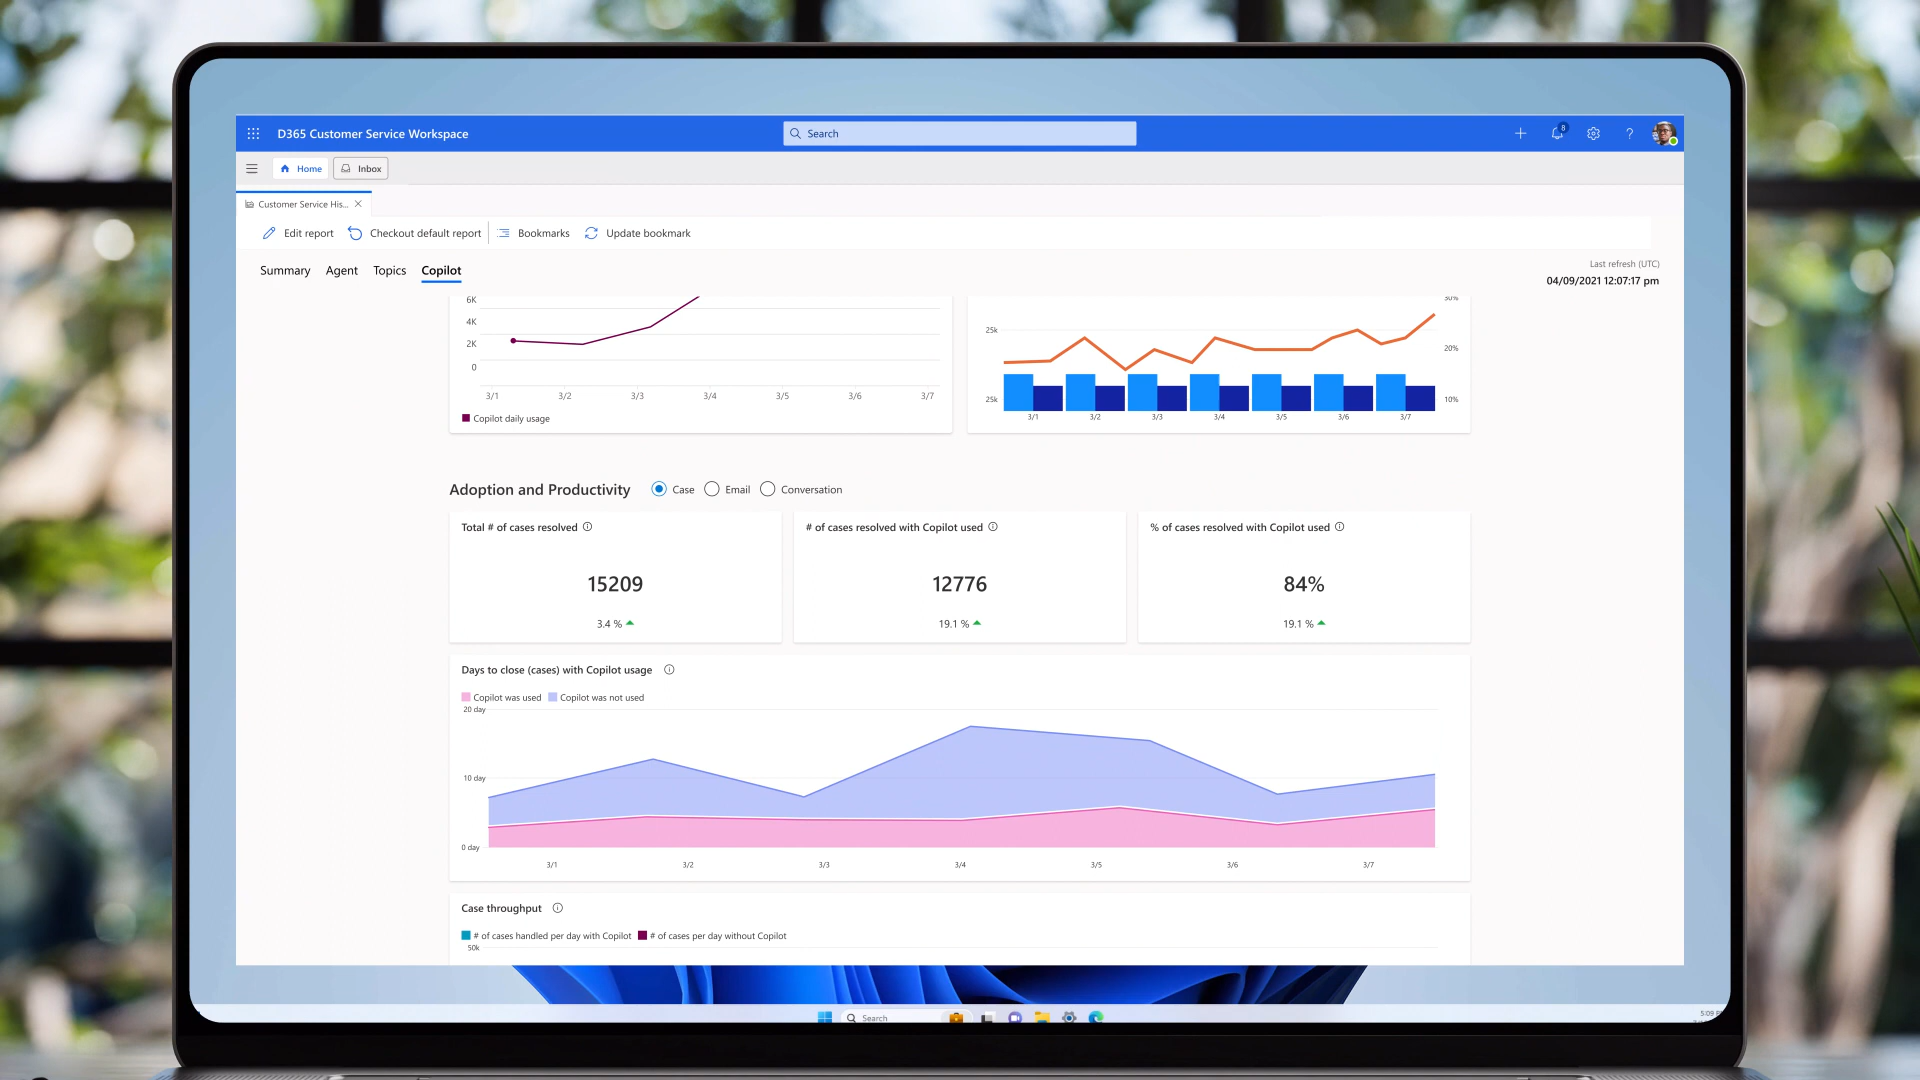 D365 Customer Service Workspace
Search
8
?
Home
Inbox
Customer Service His...
Edit report
Checkout default report
Bookmarks
Update bookmark
Summary
Agent
Topics
Copilot
Last refresh (UTC)
04/09/2021 12:07:17 pm
6K
4K
2K
0
3/1 3/2 3/3 3/4 3/5 3/6 3/7
Copilot daily usage
30%
25k
20%
25k
10%
3/1 3/2 3/3 3/4 3/5 3/6 3/7
Adoption and Productivity
Case
Email
Conversation
Total # of cases resolved
15209
3.4 %
# of cases resolved with Copilot used
12776
19.1 %
% of cases resolved with Copilot used
84%
19.1 %
Days to close (cases) with Copilot usage
Copilot was used
Copilot was not used
20 day
10 day
0 day
3/1 3/2 3/3 3/4 3/5 3/6 3/7
Case throughput
# of cases handled per day with Copilot
# of cases per day without Copilot
50k
Search
5:09